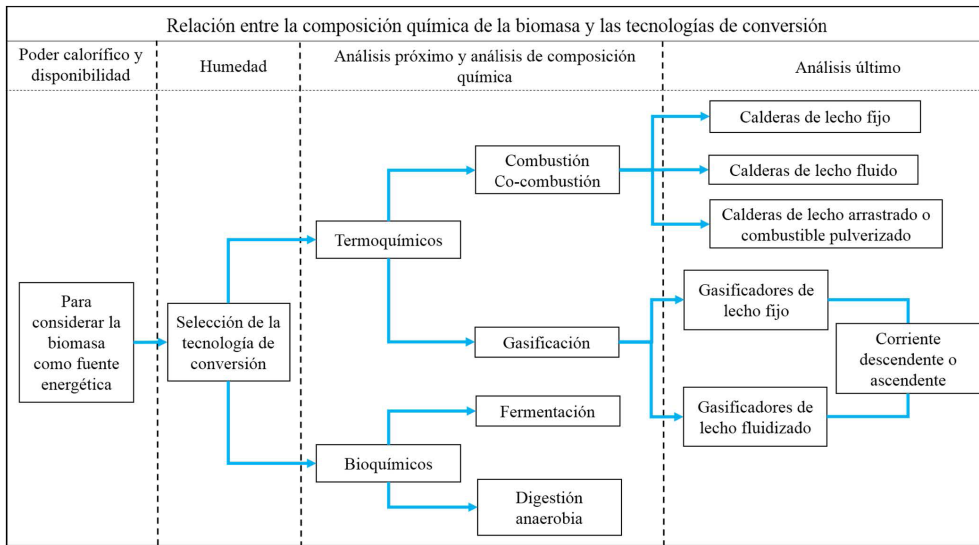 Relación entre la composición química de la biomasa y las tecnologías de conversión
Poder calorífico y
disponibilidad
Humedad
Análisis próximo y análisis de composición
química
Análisis último
Para
considerar la
biomasa
como fuente
energética
Selección de la
tecnología de
conversión
Termoquímicos
Bioquímicos
Combustión
Co-combustión
Gasificación
Fermentación
Digestión
anaerobia
Calderas de lecho fijo
Calderas de lecho fluido
Calderas de lecho arrastrado o
combustible pulverizado
Gasificadores de
lecho fijo
Gasificadores de
lecho fluidizado
Corriente
descendente o
ascendente